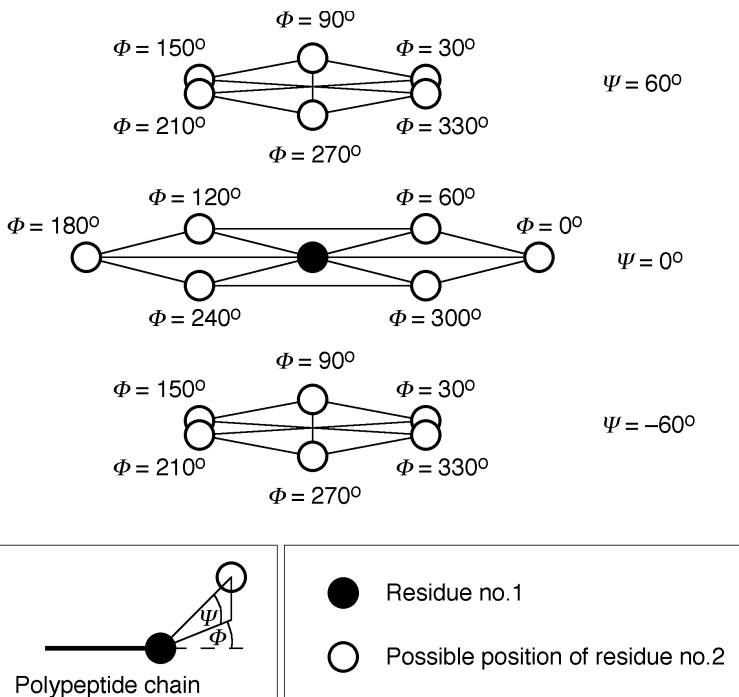 Φ = 90º
Φ = 150º Φ = 30º
Ψ = 60º
Φ = 210º Φ = 330º
Φ = 270º
Φ = 120º Φ = 60º
Φ = 180º Φ = 0º
Ψ = 0º
Φ = 240º Φ = 300º
Φ = 90º
Φ = 150º Φ = 30º
Ψ = –60º
Φ = 210º Φ = 330º
Φ = 270º
Ψ
Φ
Polypeptide chain
Residue no.1
Possible position of residue no.2